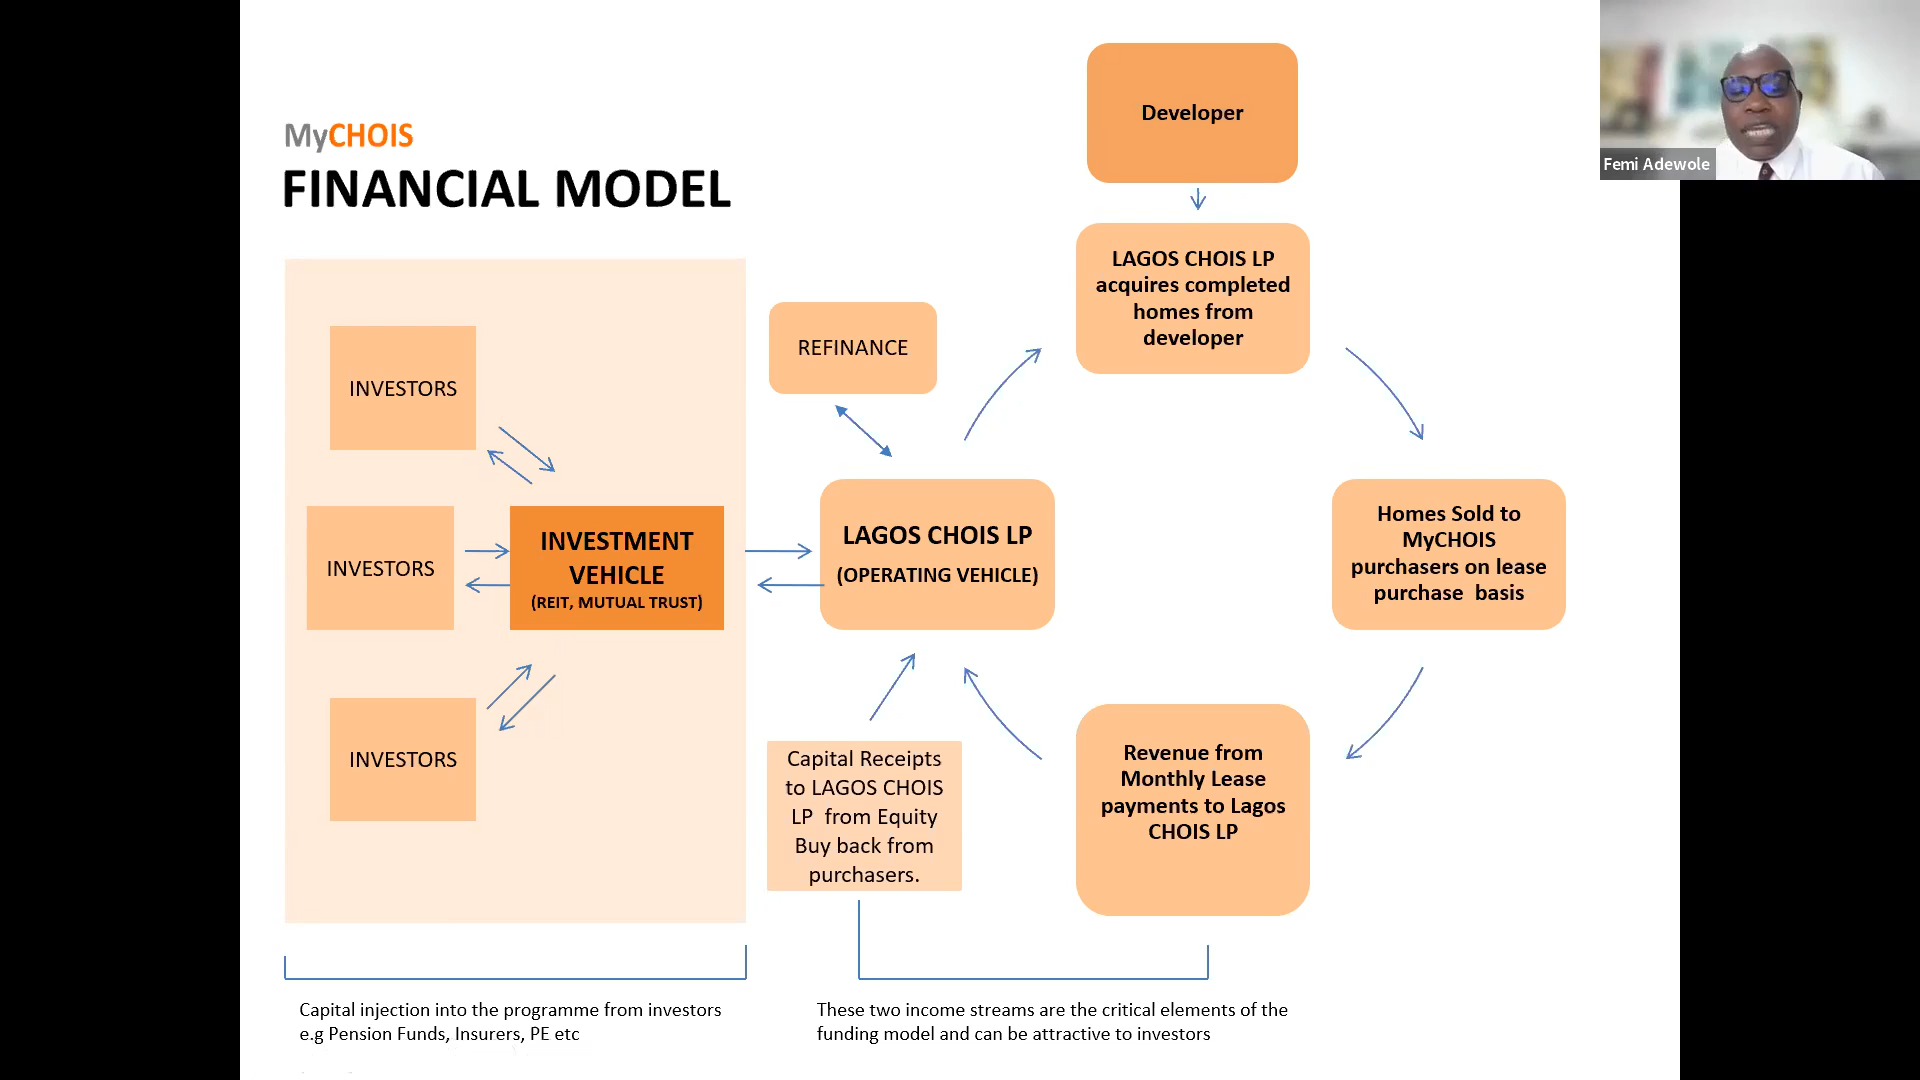 MyCHOIS
FINANCIAL MODEL
Developer
LAGOS CHOIS LP
acquires completed
homes from
developer
REFINANCE
INVESTORS
INVESTORS
INVESTORS
INVESTMENT
VEHICLE
(REIT, MUTUAL TRUST)
LAGOS CHOIS LP
(OPERATING VEHICLE)
Homes Sold to
MyCHOIS
purchasers on lease
purchase basis
Revenue from
Monthly Lease
payments to Lagos
CHOIS LP
Capital Receipts
to LAGOS CHOIS
LP from Equity
Buy back from
purchasers.
Capital injection into the programme from investors
e.g Pension Funds, Insurers, PE etc
These two income streams are the critical elements of the
funding model and can be attractive to investors
Femi Adewole